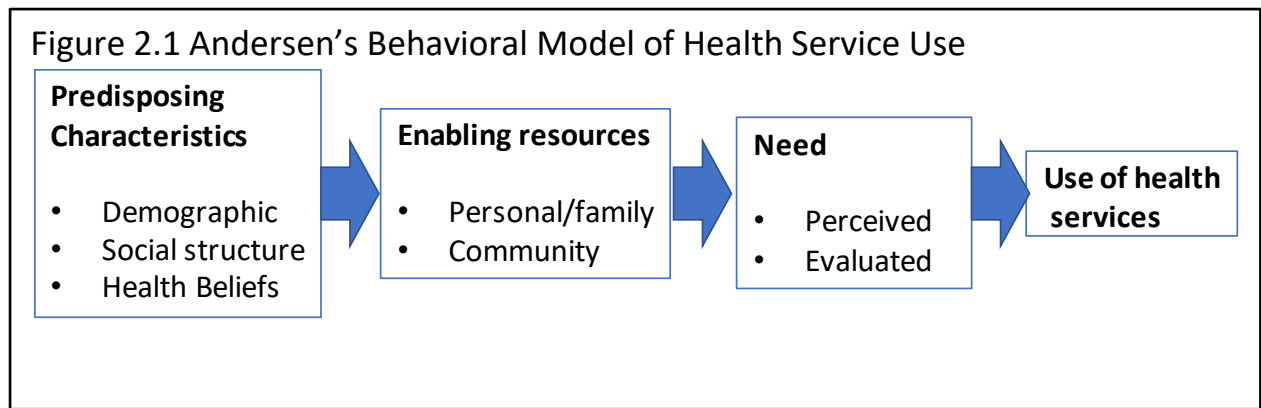 Figure 2.1 Andersen’s Behavioral Model of Health Service Use
Predisposing
Characteristics
• Demographic
• Social structure
• Health Beliefs
Enabling resources
• Personal/family
• Community
Need
• Perceived
• Evaluated
Use of health
services